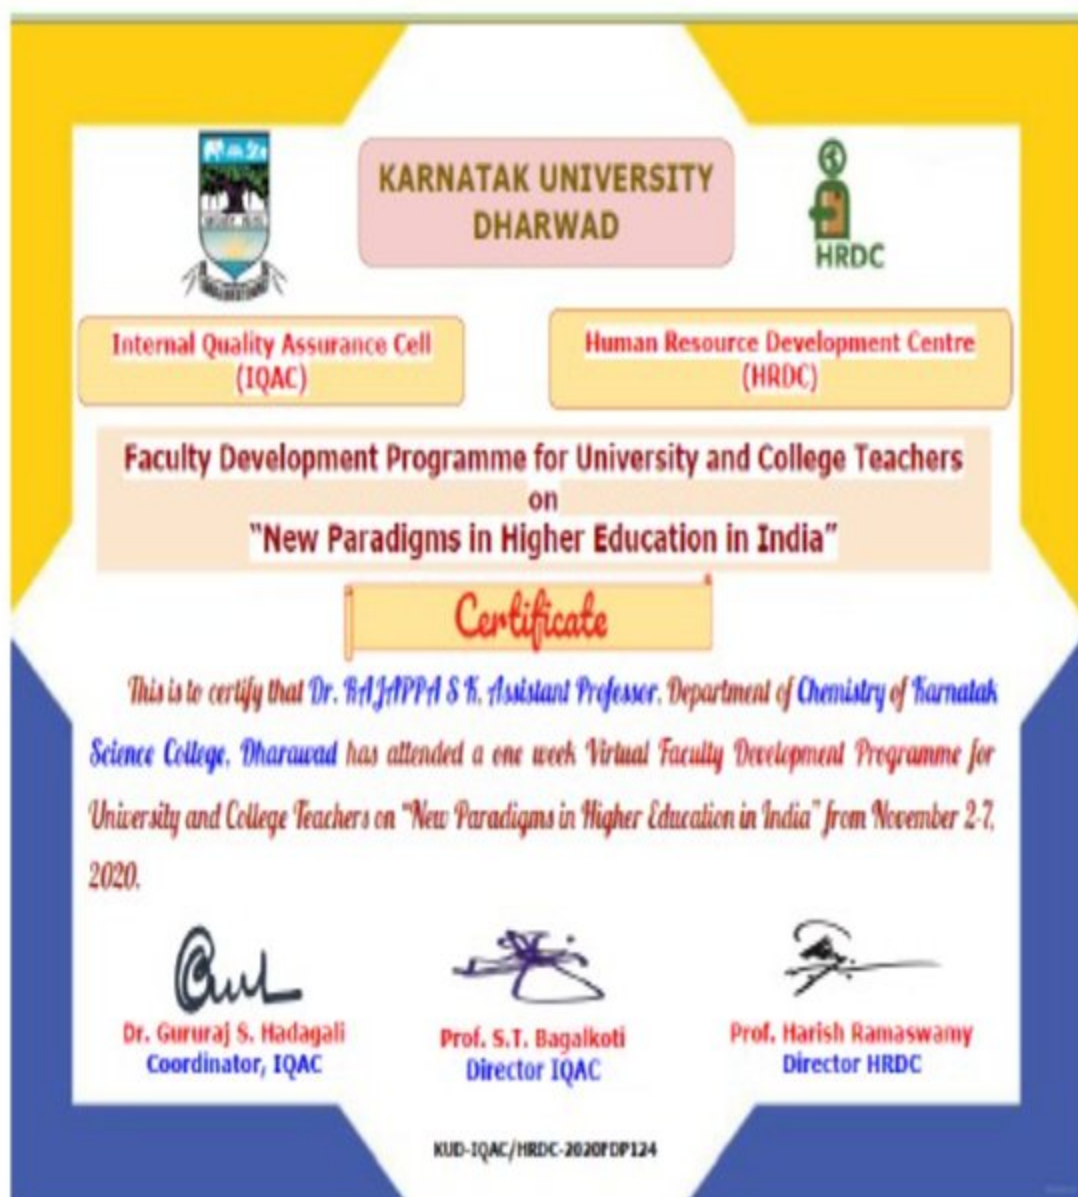 KARNATAK UNIVERSITY
DHARWAD
HRDC
Internal Quality Assurance Cell
(IQAC)
Human Resource Development Centre
(HRDC)
Faculty Development Programme for University and College Teachers
on
"New Paradigms in Higher Education in India"
Certificate
This is to certify that Dr. RAJAPPA S K, Assistant Professor, Department of Chemistry of Karnatak
Science College, Dharawad has attended a one week Virtual Faculty Development Programme for
University and College Teachers on "New Paradigms in Higher Education in India" from November 2-7,
2020.
Dr. Gururaj S. Hadagali
Coordinator, IQAC
Prof. S.T. Bagalkoti
Director IQAC
Prof. Harish Ramaswamy
Director HRDC
KUD-IQAC/HRDC-2020FDP124